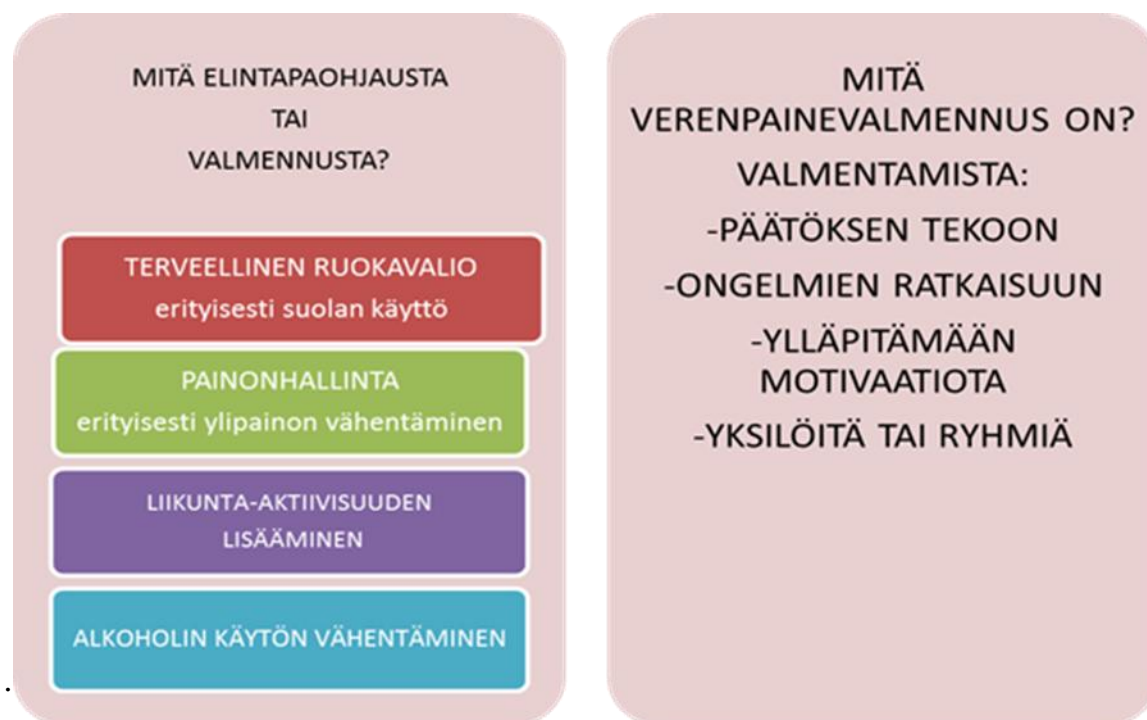 MITÄ ELINTAPAOHJAUSTA
TAI
VALMENNUSTA?
TERVEELLINEN RUOKAVALIO
erityisesti suolan käyttö
PAINONHALLINTA
erityisesti ylipainon vähentäminen
LIIKUNTA-AKTIIVISUUDEN
LISÄÄMINEN
ALKOHOLIN KÄYTÖN VÄHENTÄMINEN
.
MITÄ
VERENPAINEVALMENNUS ON?
VALMENTAMISTA:
-PÄÄTÖKSEN TEKOON
-ONGELMIEN RATKAISUUN
-YLLÄPITÄMÄÄN
MOTIVAATIOTA
-YKSILÖITÄ TAI RYHMIÄ